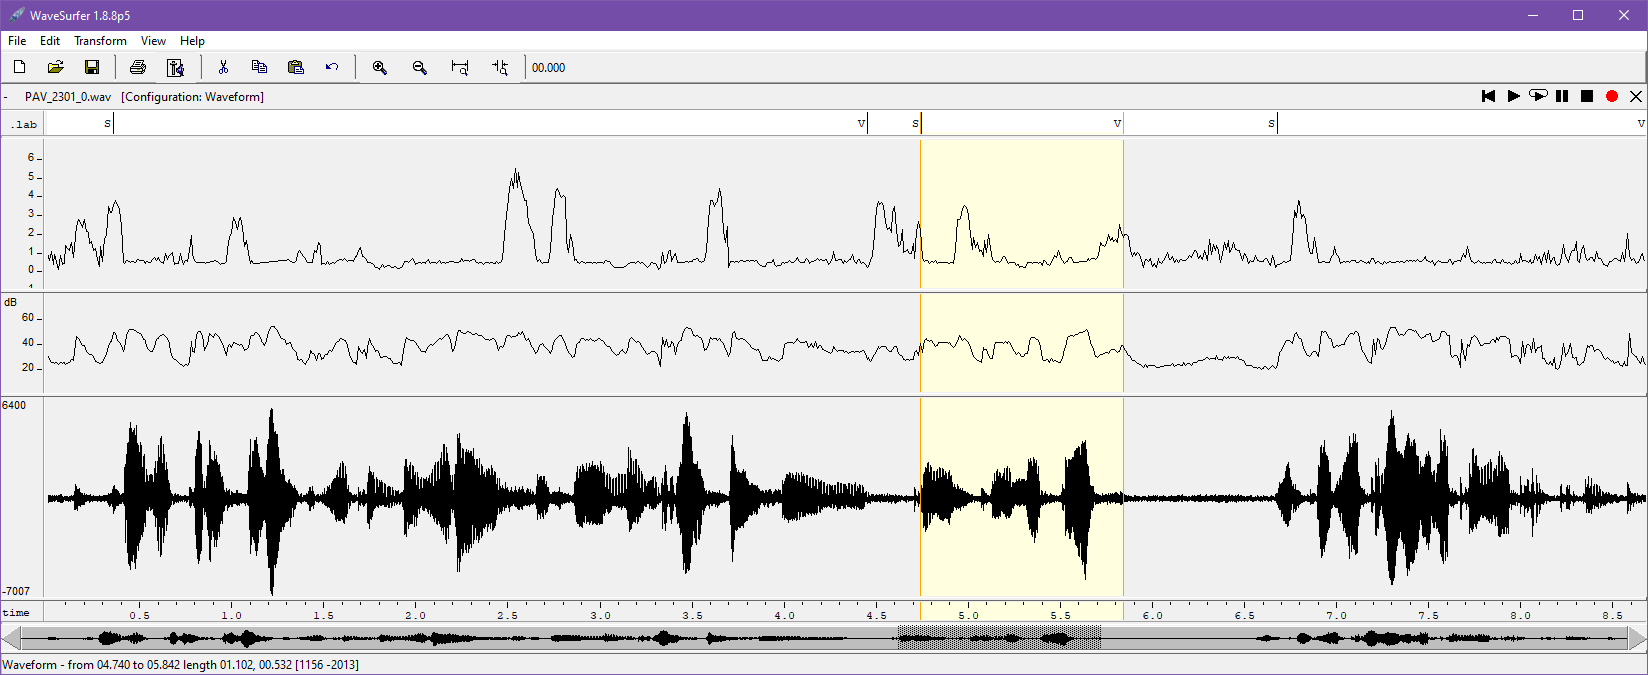 WaveSurfer 1.8.8p5
File Edit Transform View Help
00.000
- PAV_2301_0.wav [Configuration: Waveform]
.lab S V S V S V
6
5
4
3
2
1
0
dB
60
40
20
6400
-7007
time 0.5 1.0 1.5 2.0 2.5 3.0 3.5 4.0 4.5 5.0 5.5 6.0 6.5 7.0 7.5 8.0 8.5
Waveform - from 04.740 to 05.842 length 01.102, 00.532 [1156 -2013]